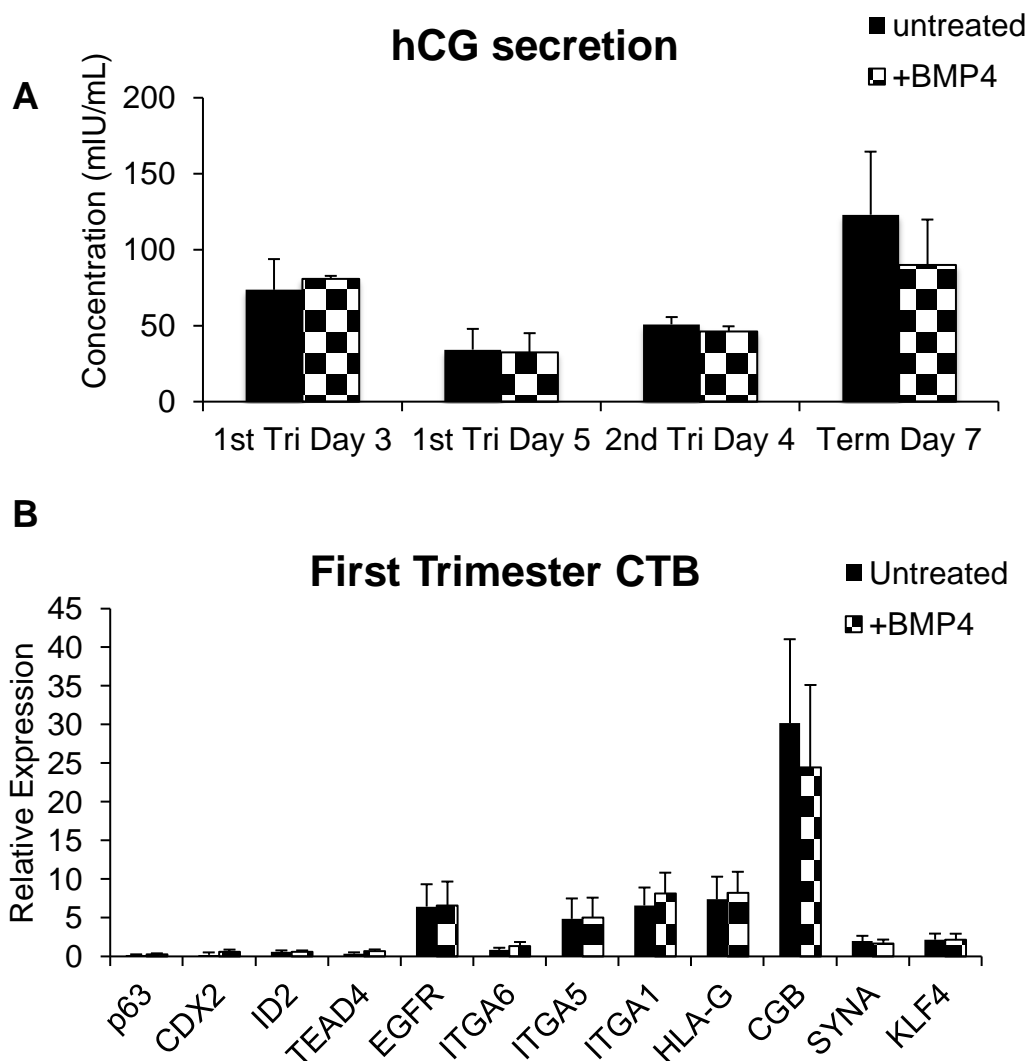 A
hCG secretion
untreated
+BMP4
Concentration (mIU/mL)
200
150
100
50
0
1st Tri Day 3 1st Tri Day 5 2nd Tri Day 4 Term Day 7
B
First Trimester CTB
Untreated
+BMP4
Relative Expression
45
40
35
30
25
20
15
10
5
0
p63 CDX2 ID2 TEAD4 EGFR ITGA6 ITGA5 ITGA1 HLA-G CGB SYNA KLF4